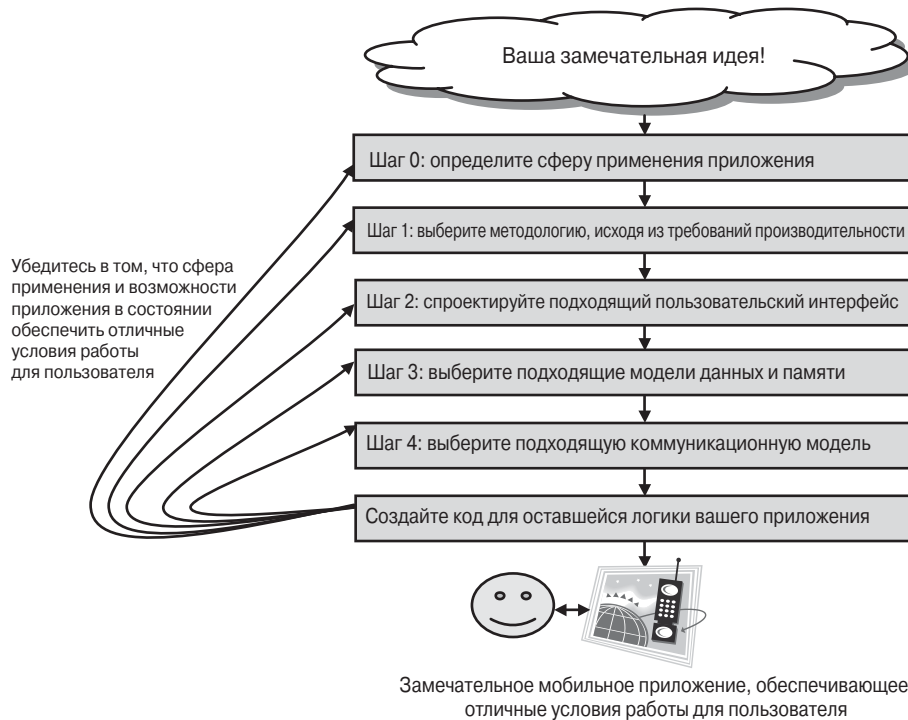 Ваша замечательная идея!
Шаг 0: определите сферу применения приложения
Шаг 1: выберите методологию, исходя из требований производительности
Убедитесь в том, что сфера
применения и возможности
приложения в состоянии
обеспечить отличные
условия работы
для пользователя
Шаг 2: спроектируйте подходящий пользовательский интерфейс
Шаг 3: выберите подходящие модели данных и памяти
Шаг 4: выберите подходящую коммуникационную модель
Создайте код для оставшейся логики вашего приложения
Замечательное мобильное приложение, обеспечивающее
отличные условия работы для пользователя